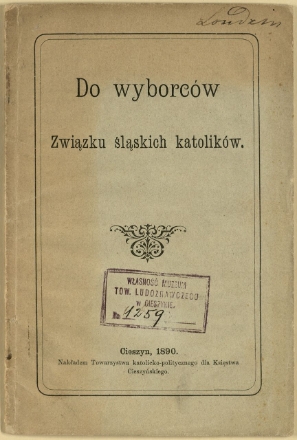 Do wyborców
Związku śląskich katolików.
WŁASNOŚĆ MUZEUM
TOW. LUDOZNAWCZEGO
w CIESZYNIE.
№ 1259
Cieszyn, 1890.
Nakładem Towarzystwa katolicko-politycznego dla Księstwa
Cieszyńskiego.